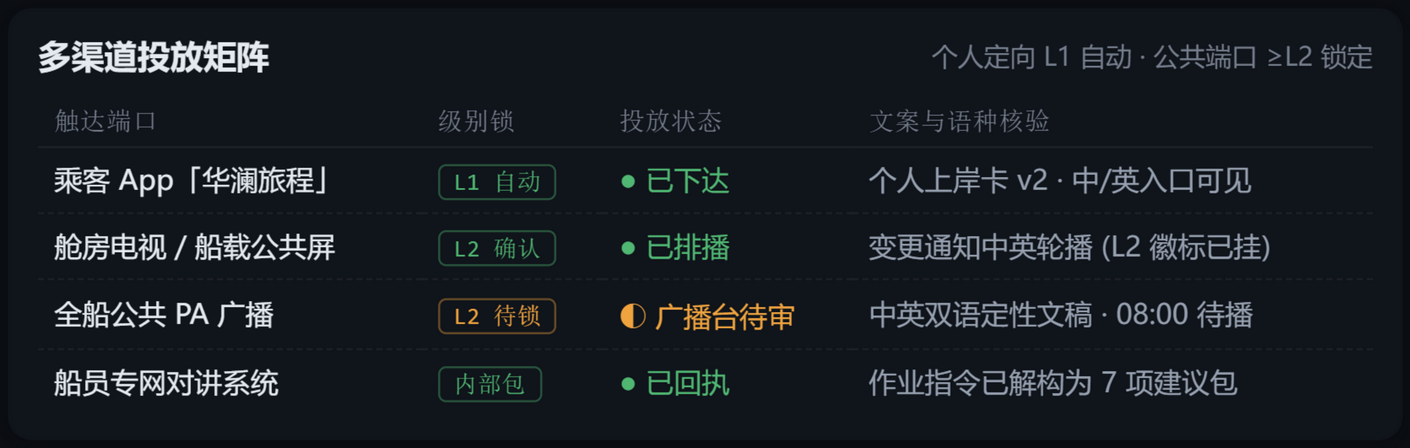 多渠道投放矩阵 个人定向 L1 自动 · 公共端口 ≥L2 锁定
触达端口 级别锁 投放状态 文案与语种核验
乘客 App「华澜旅程」 L1 自动 ● 已下达 个人上岸卡 v2 · 中/英入口可见
舱房电视 / 船载公共屏 L2 确认 ● 已排播 变更通知中英轮播 (L2 徽标已挂)
全船公共 PA 广播 L2 待锁 ◐ 广播台待审 中英双语定性文稿 · 08:00 待播
船员专网对讲系统 内部包 ● 已回执 作业指令已解构为 7 项建议包